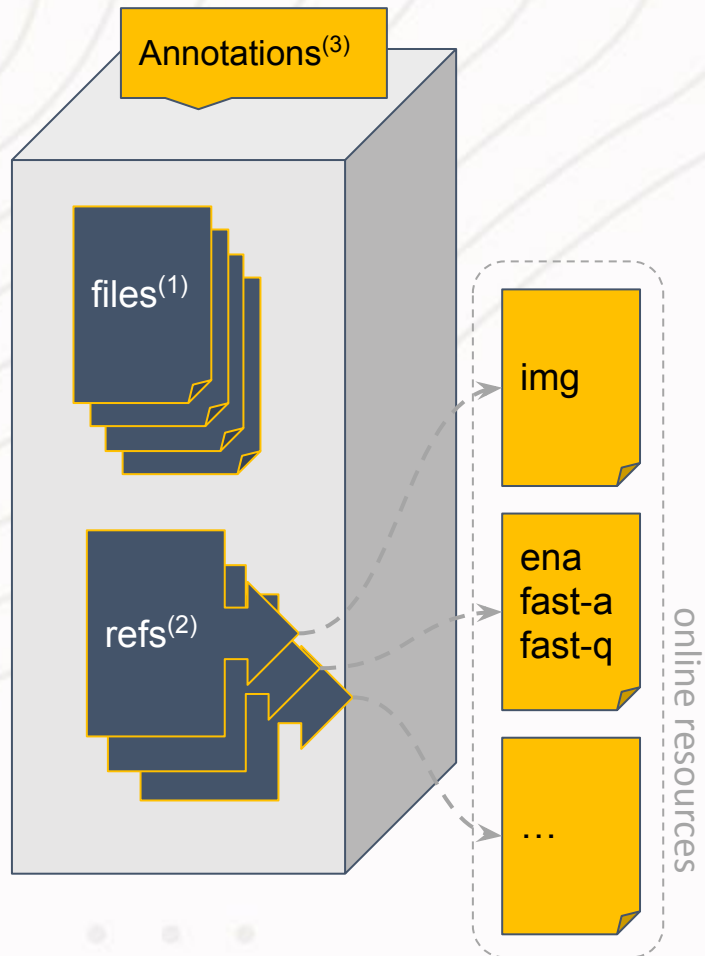 Annotations(3)
files(1)
refs(2)
img
ena
fast-a
fast-q
…
online resources